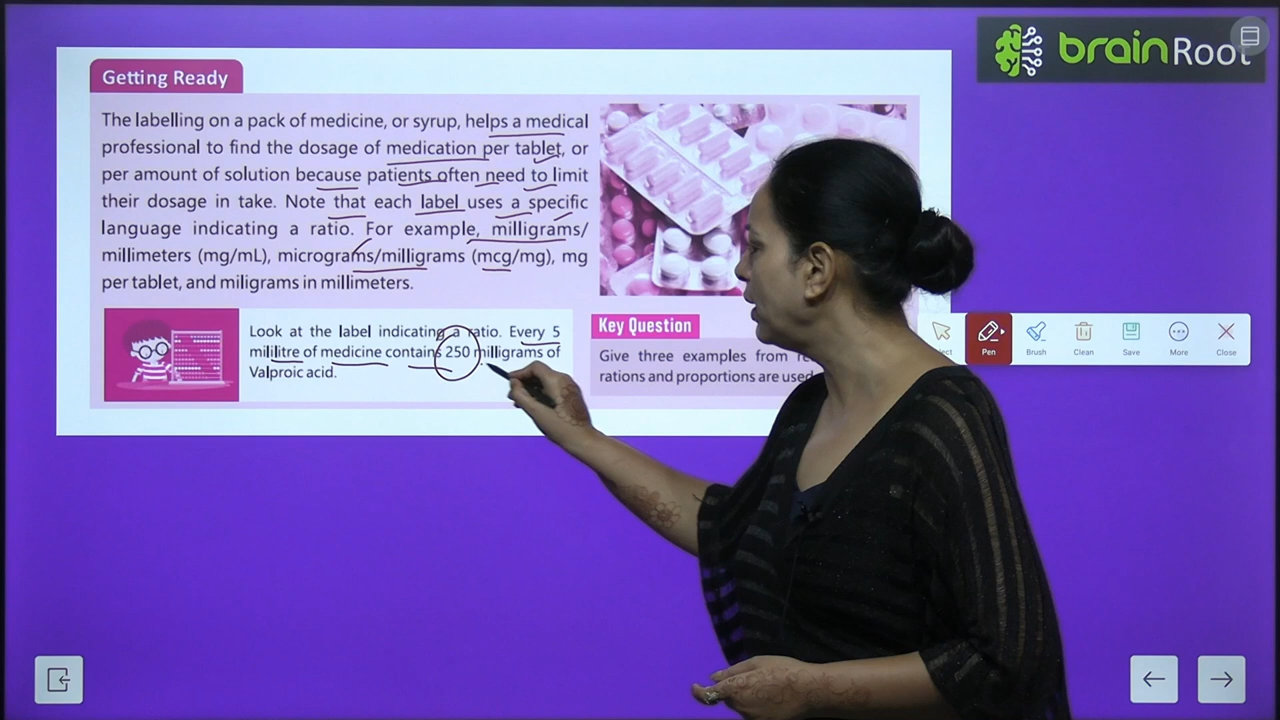 brainRoot
Getting Ready
The labelling on a pack of medicine, or syrup, helps a medical
professional to find the dosage of medication per tablet, or
per amount of solution because patients often need to limit
their dosage in take. Note that each label uses a specific
language indicating a ratio. For example, milligrams/
millimeters (mg/mL), micrograms/milligrams (mcg/mg), mg
per tablet, and miligrams in millimeters.
Look at the label indicating a ratio. Every 5
mililitre of medicine contains 250 milligrams of
Valproic acid.
Key Question
Give three examples from
rations and proportions are used
Pen
Brush
Clean
Save
More
Close